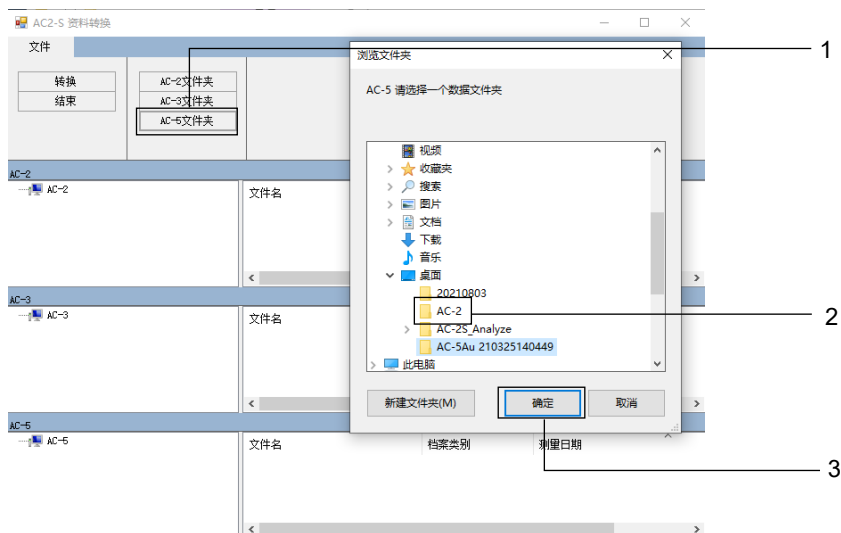 AC2-S 资料转换
文件
转换
结束
AC-2文件夹
AC-3文件夹
AC-5文件夹
AC-2
AC-2
文件名
AC-3
AC-3
文件名
AC-5
AC-5
文件名
档案类别
测量日期
浏览文件夹
AC-5 请选择一个数据文件夹
视频
收藏夹
搜索
图片
文档
下载
音乐
桌面
20210803
AC-2
AC-2S_Analyze
AC-5Au 210325140449
此电脑
新建文件夹(M)
确定
取消
1
2
3